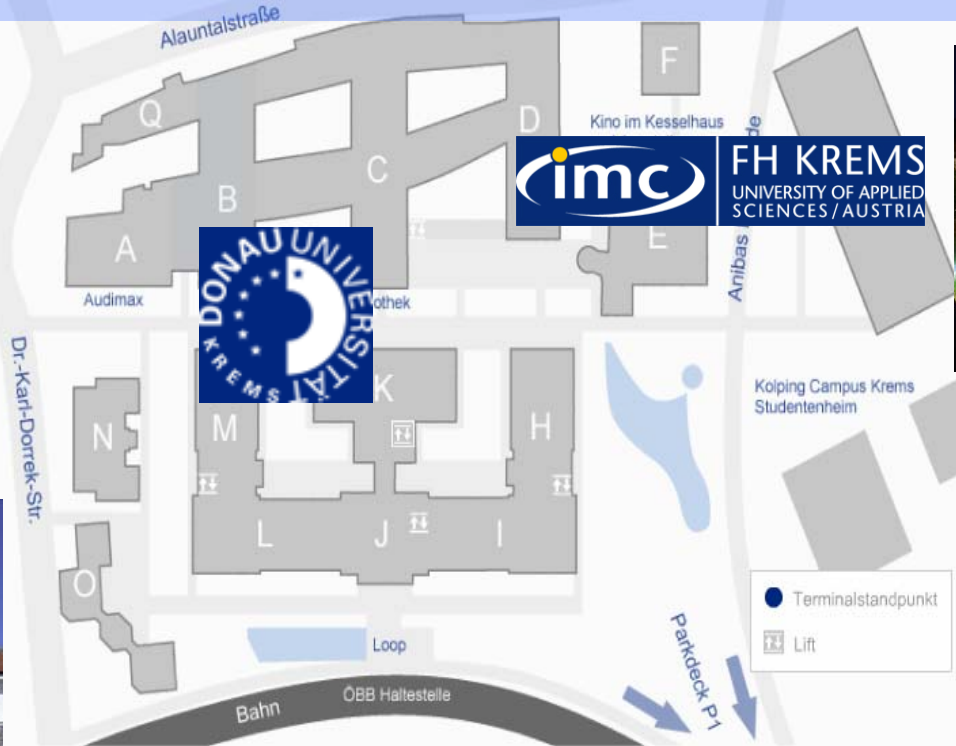 Alauntalstraße
Q
F
D
Kino im Kesselhaus
imc
FH KREMS
UNIVERSITY OF APPLIED
SCIENCES/AUSTRIA
C
B
A
E
Anibas
Audimax
DONAU UNIVERSITÄT
KREMS
Dr.-Karl-Dorrek-Str.
N
M
K
H
Kolping Campus Krems
Studentenheim
L
J
I
O
Terminalstandpunkt
Lift
Loop
Parkdeck P1
Bahn
ÖBB Haltestelle